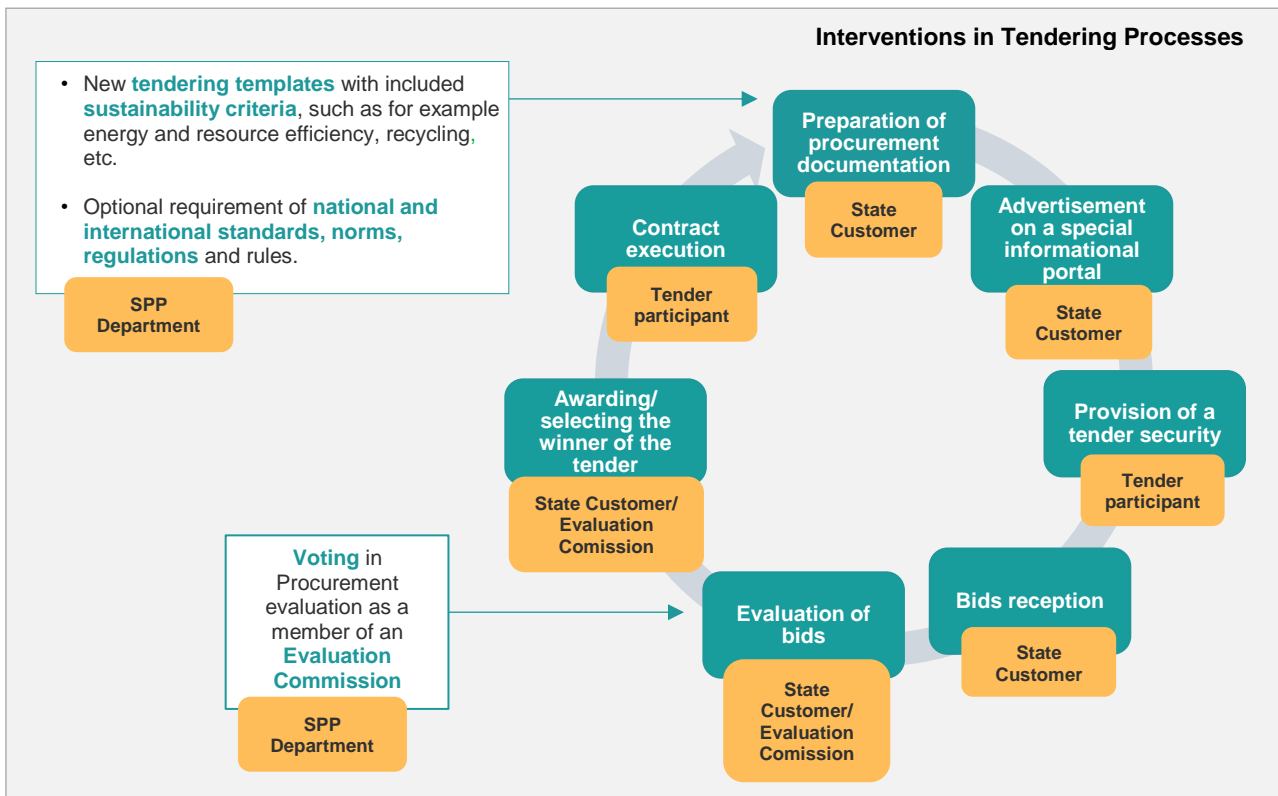 Interventions in Tendering Processes
• New tendering templates with included
sustainability criteria, such as for example
energy and resource efficiency, recycling,
etc.
• Optional requirement of national and
international standards, norms,
regulations and rules.
SPP
Department
Preparation of
procurement
documentation
State
Customer
Advertisement
on a special
informational
portal
State
Customer
Provision of a
tender security
Tender
participant
Bids reception
State
Customer
Evaluation of
bids
State
Customer/
Evaluation
Comission
Awarding/
selecting the
winner of the
tender
State Customer/
Evaluation
Comission
Contract
execution
Tender
participant
Voting in
Procurement
evaluation as a
member of an
Evaluation
Commission
SPP
Department